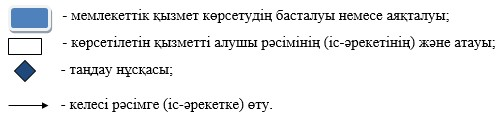 - мемлекеттік қызмет көрсетудің басталуы немесе аяқталуы;
- көрсетілетін қызметті алушы рәсімінің (іс-әрекетінің) және атауы;
- таңдау нұсқасы;
- келесі рәсімге (іс-әрекетке) өту.